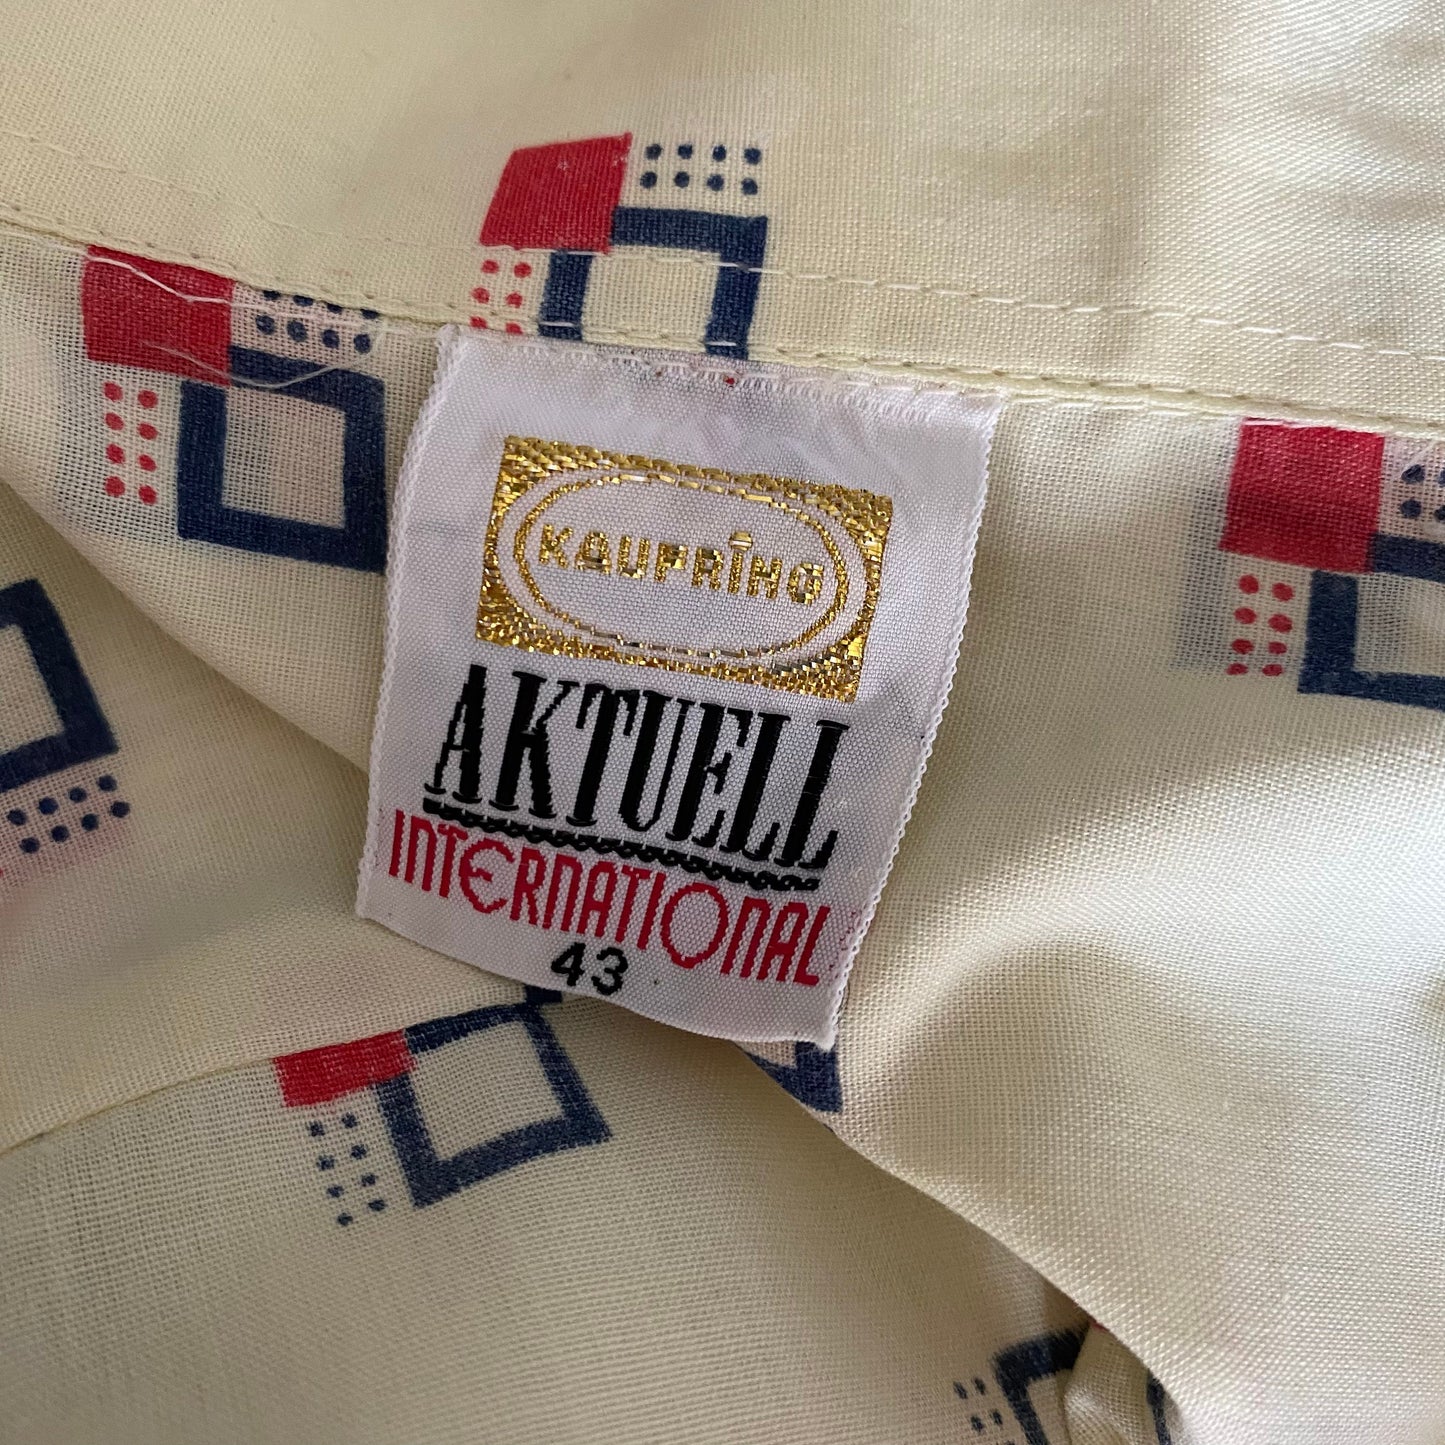 KAUFRING
AKTUELL
INTERNATIONAL
43